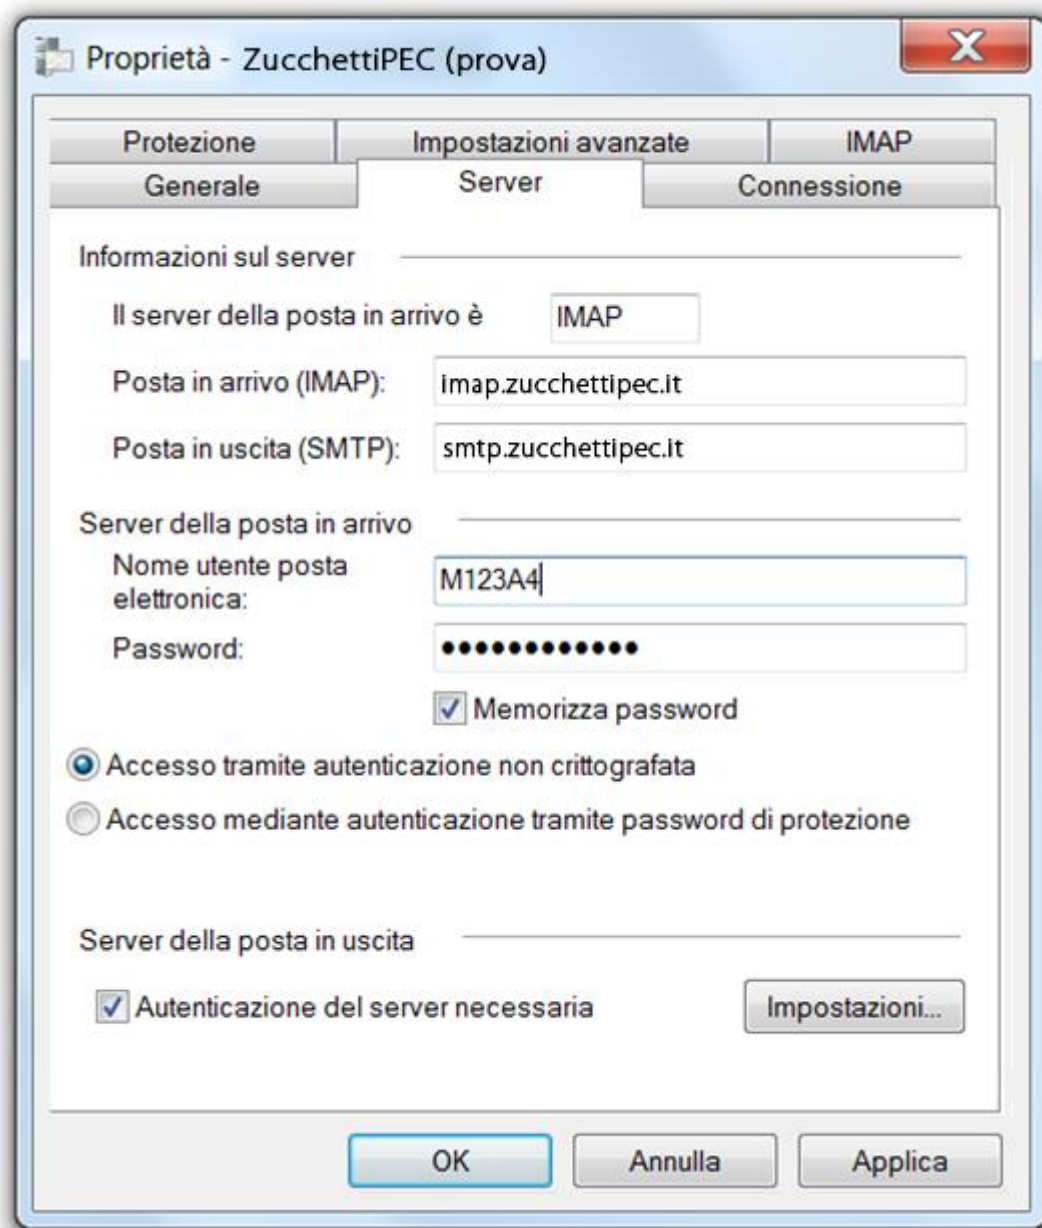 Proprietà - ZucchettiPEC (prova)
Protezione Impostazioni avanzate IMAP
Generale Server Connessione
Informazioni sul server
Il server della posta in arrivo è IMAP
Posta in arrivo (IMAP): imap.zucchettipec.it
Posta in uscita (SMTP): smtp.zucchettipec.it
Server della posta in arrivo
Nome utente posta
elettronica: M123A4
Password: ••••••••••••
Memorizza password
Accesso tramite autenticazione non crittografata
Accesso mediante autenticazione tramite password di protezione
Server della posta in uscita
Autenticazione del server necessaria Impostazioni...
OK Annulla Applica